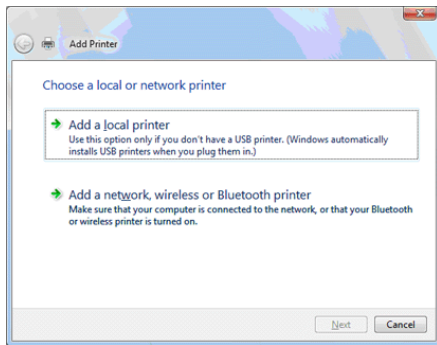 Add Printer
Choose a local or network printer
Add a local printer
Use this option only if you don't have a USB printer. (Windows automatically
installs USB printers when you plug them in.)
Add a network, wireless or Bluetooth printer
Make sure that your computer is connected to the network, or that your Bluetooth
or wireless printer is turned on.
Next Cancel